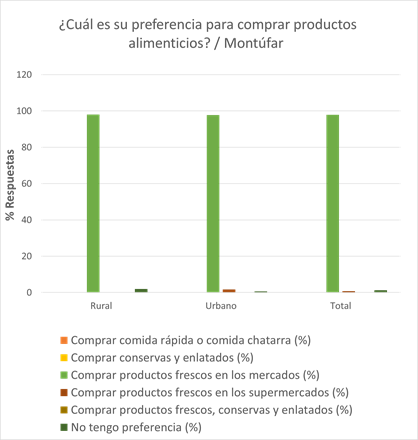 ¿Cuál es su preferencia para comprar productos
alimenticios? / Montúfar
120
100
80
60
40
20
0
% Respuestas
Rural
Urbano
Total
Comprar comida rápida o comida chatarra (%)
Comprar conservas y enlatados (%)
Comprar productos frescos en los mercados (%)
Comprar productos frescos en los supermercados (%)
Comprar productos frescos, conservas y enlatados (%)
No tengo preferencia (%)